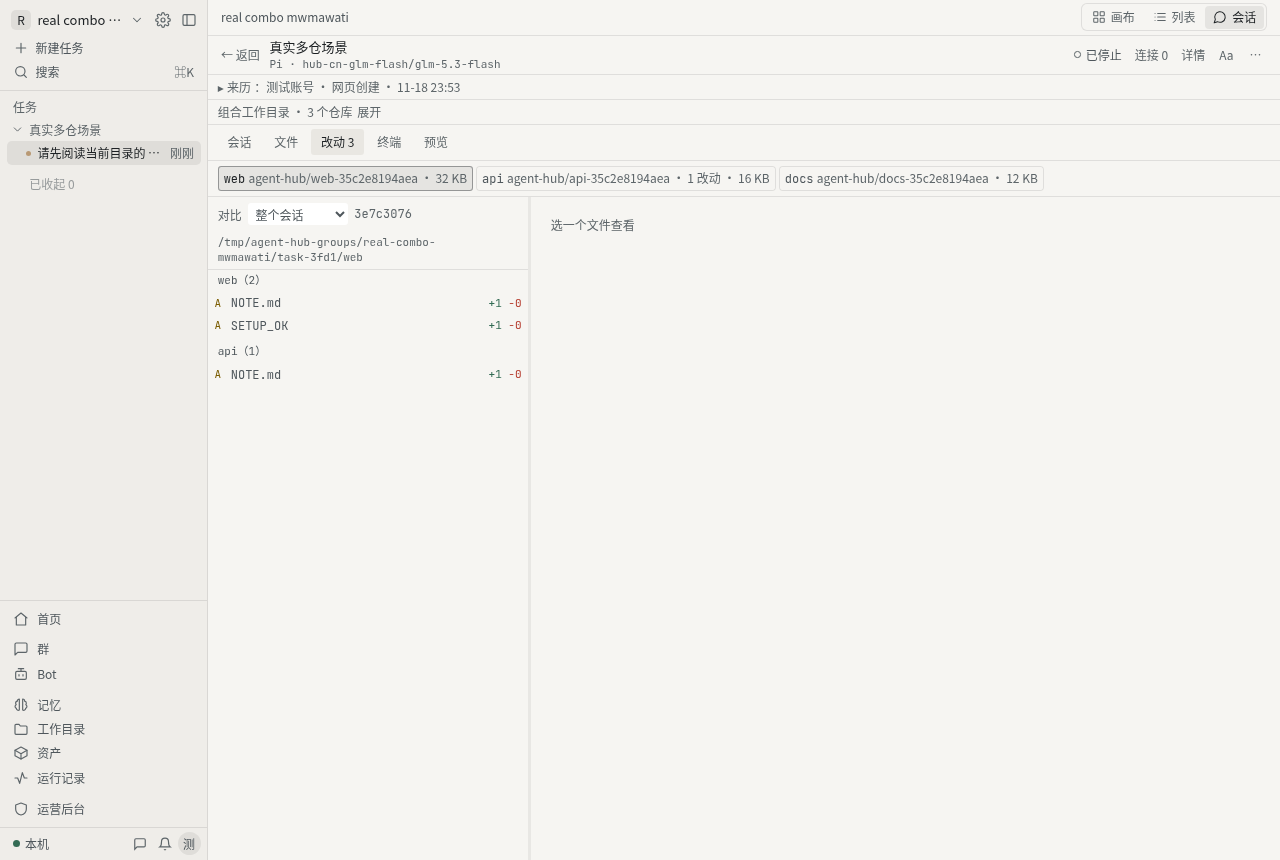 R real combo ···
新建任务
搜索 ⌘K
任务
真实多仓场景
请先阅读当前目录的 ··· 刚刚
已收起 0
首页
群
Bot
记忆
工作目录
资产
运行记录
运营后台
本机 测
real combo mwmawati
画布 列表 会话
← 返回 真实多仓场景
Pi · hub-cn-glm-flash/glm-5.3-flash
已停止 连接 0 详情 Aa ···
▸ 来历： 测试账号 · 网页创建 · 11-18 23:53
组合工作目录 · 3 个仓库 展开
会话 文件 改动 3 终端 预览
web agent-hub/web-35c2e8194aea · 32 KB api agent-hub/api-35c2e8194aea · 1 改动 · 16 KB docs agent-hub/docs-35c2e8194aea · 12 KB
对比 整个会话 3e7c3076
/tmp/agent-hub-groups/real-combo-
mwmawati/task-3fd1/web
web（2）
A NOTE.md +1 -0
A SETUP_OK +1 -0
api（1）
A NOTE.md +1 -0
选一个文件查看